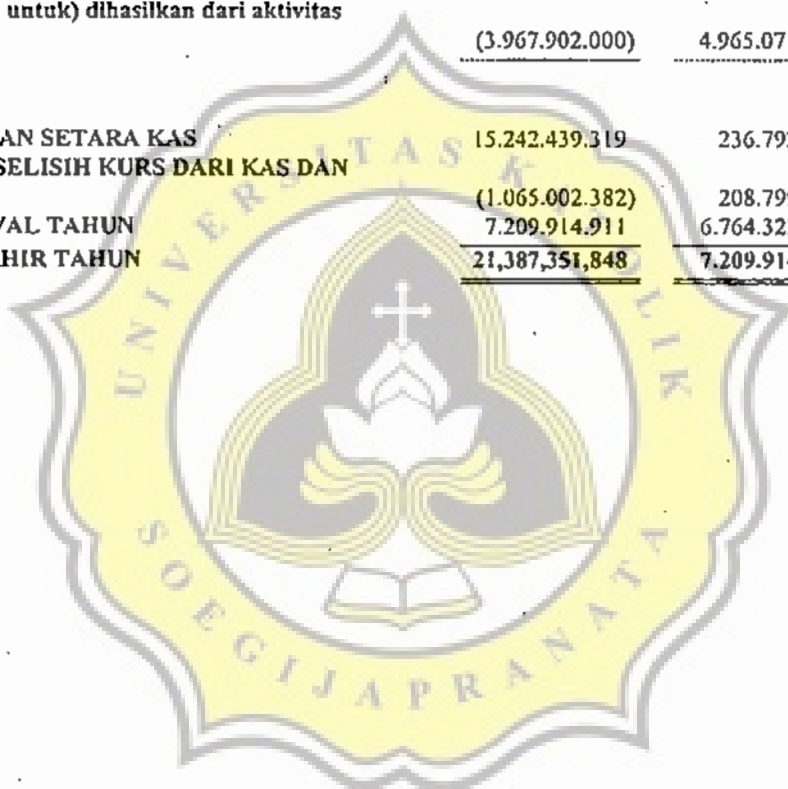 untuk) dihasilkan dari aktivitas
(3.967.902.000) 4.965.07
AN SETARA KAS 15.242.439.319 236.79
SELISIH KURS DARI KAS DAN
(1.065.002.382) 208.79
AL TAHUN 7.209.914.911 6.764.32
HIR TAHUN 21,387,351,848 7.209.91
UNIVERSITAS KATOLIK
SOEGIJAPRANATA